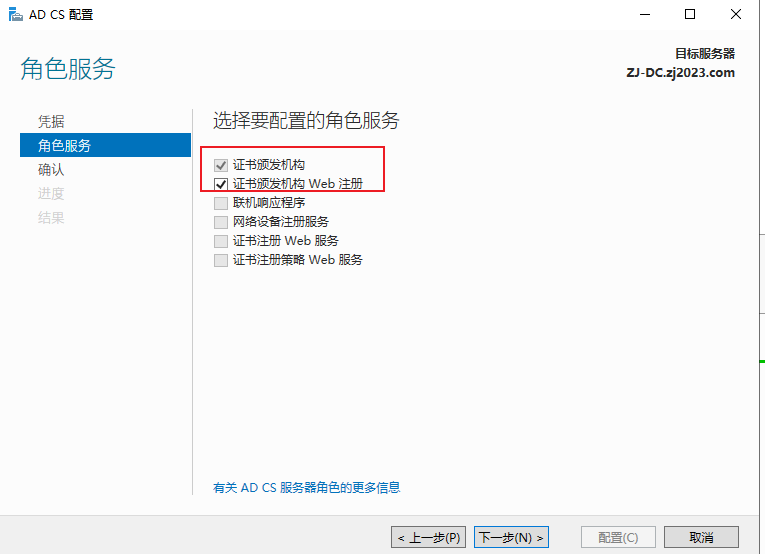 AD CS 配置
角色服务
目标服务器
ZJ-DC.zj2023.com
凭据
角色服务
确认
进度
结果
选择要配置的角色服务
证书颁发机构
证书颁发机构 Web 注册
联机响应程序
网络设备注册服务
证书注册 Web 服务
证书注册策略 Web 服务
有关 AD CS 服务器角色的更多信息
< 上一步(P)
下一步(N) >
配置(C)
取消